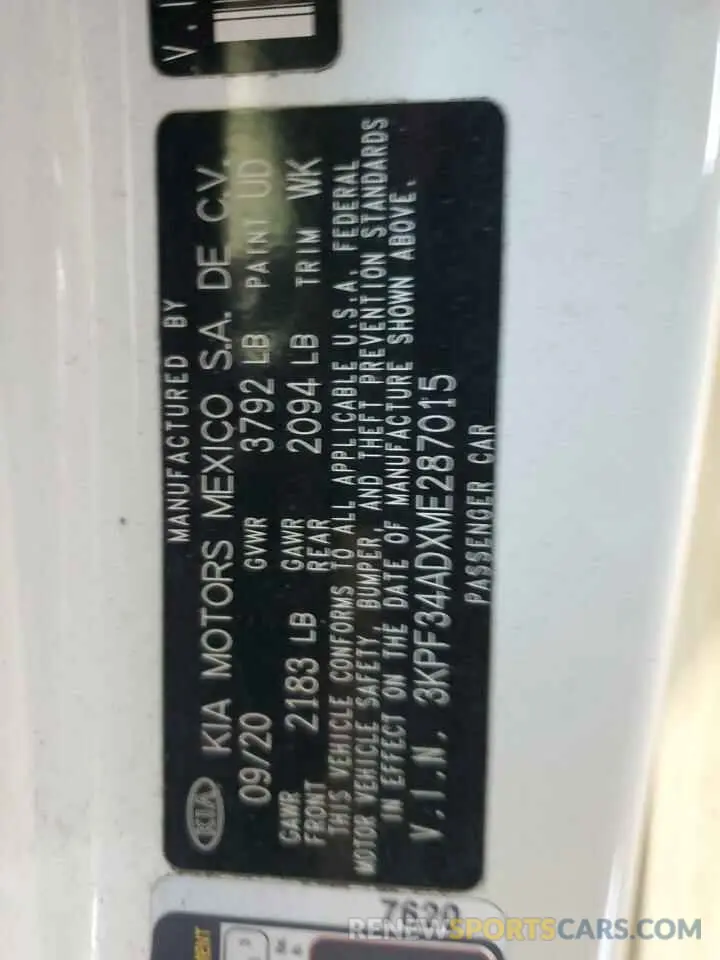 V.I
MANUFACTURED BY
KIA KIA MOTORS MEXICO S.A. DE C.V.
09/20 GVWR 3792 LB PAINT UD
GAWR FRONT 2183 LB GAWR REAR 2094 LB TRIM WK
THIS VEHICLE CONFORMS TO ALL APPLICABLE U.S.A. FEDERAL
MOTOR VEHICLE SAFETY, BUMPER, AND THEFT PREVENTION STANDARDS
IN EFFECT ON THE DATE OF MANUFACTURE SHOWN ABOVE.
V.I.N. 3KPF34ADXME287015
PASSENGER CAR
7620
MENT
RENEWSPORTSCARS.COM